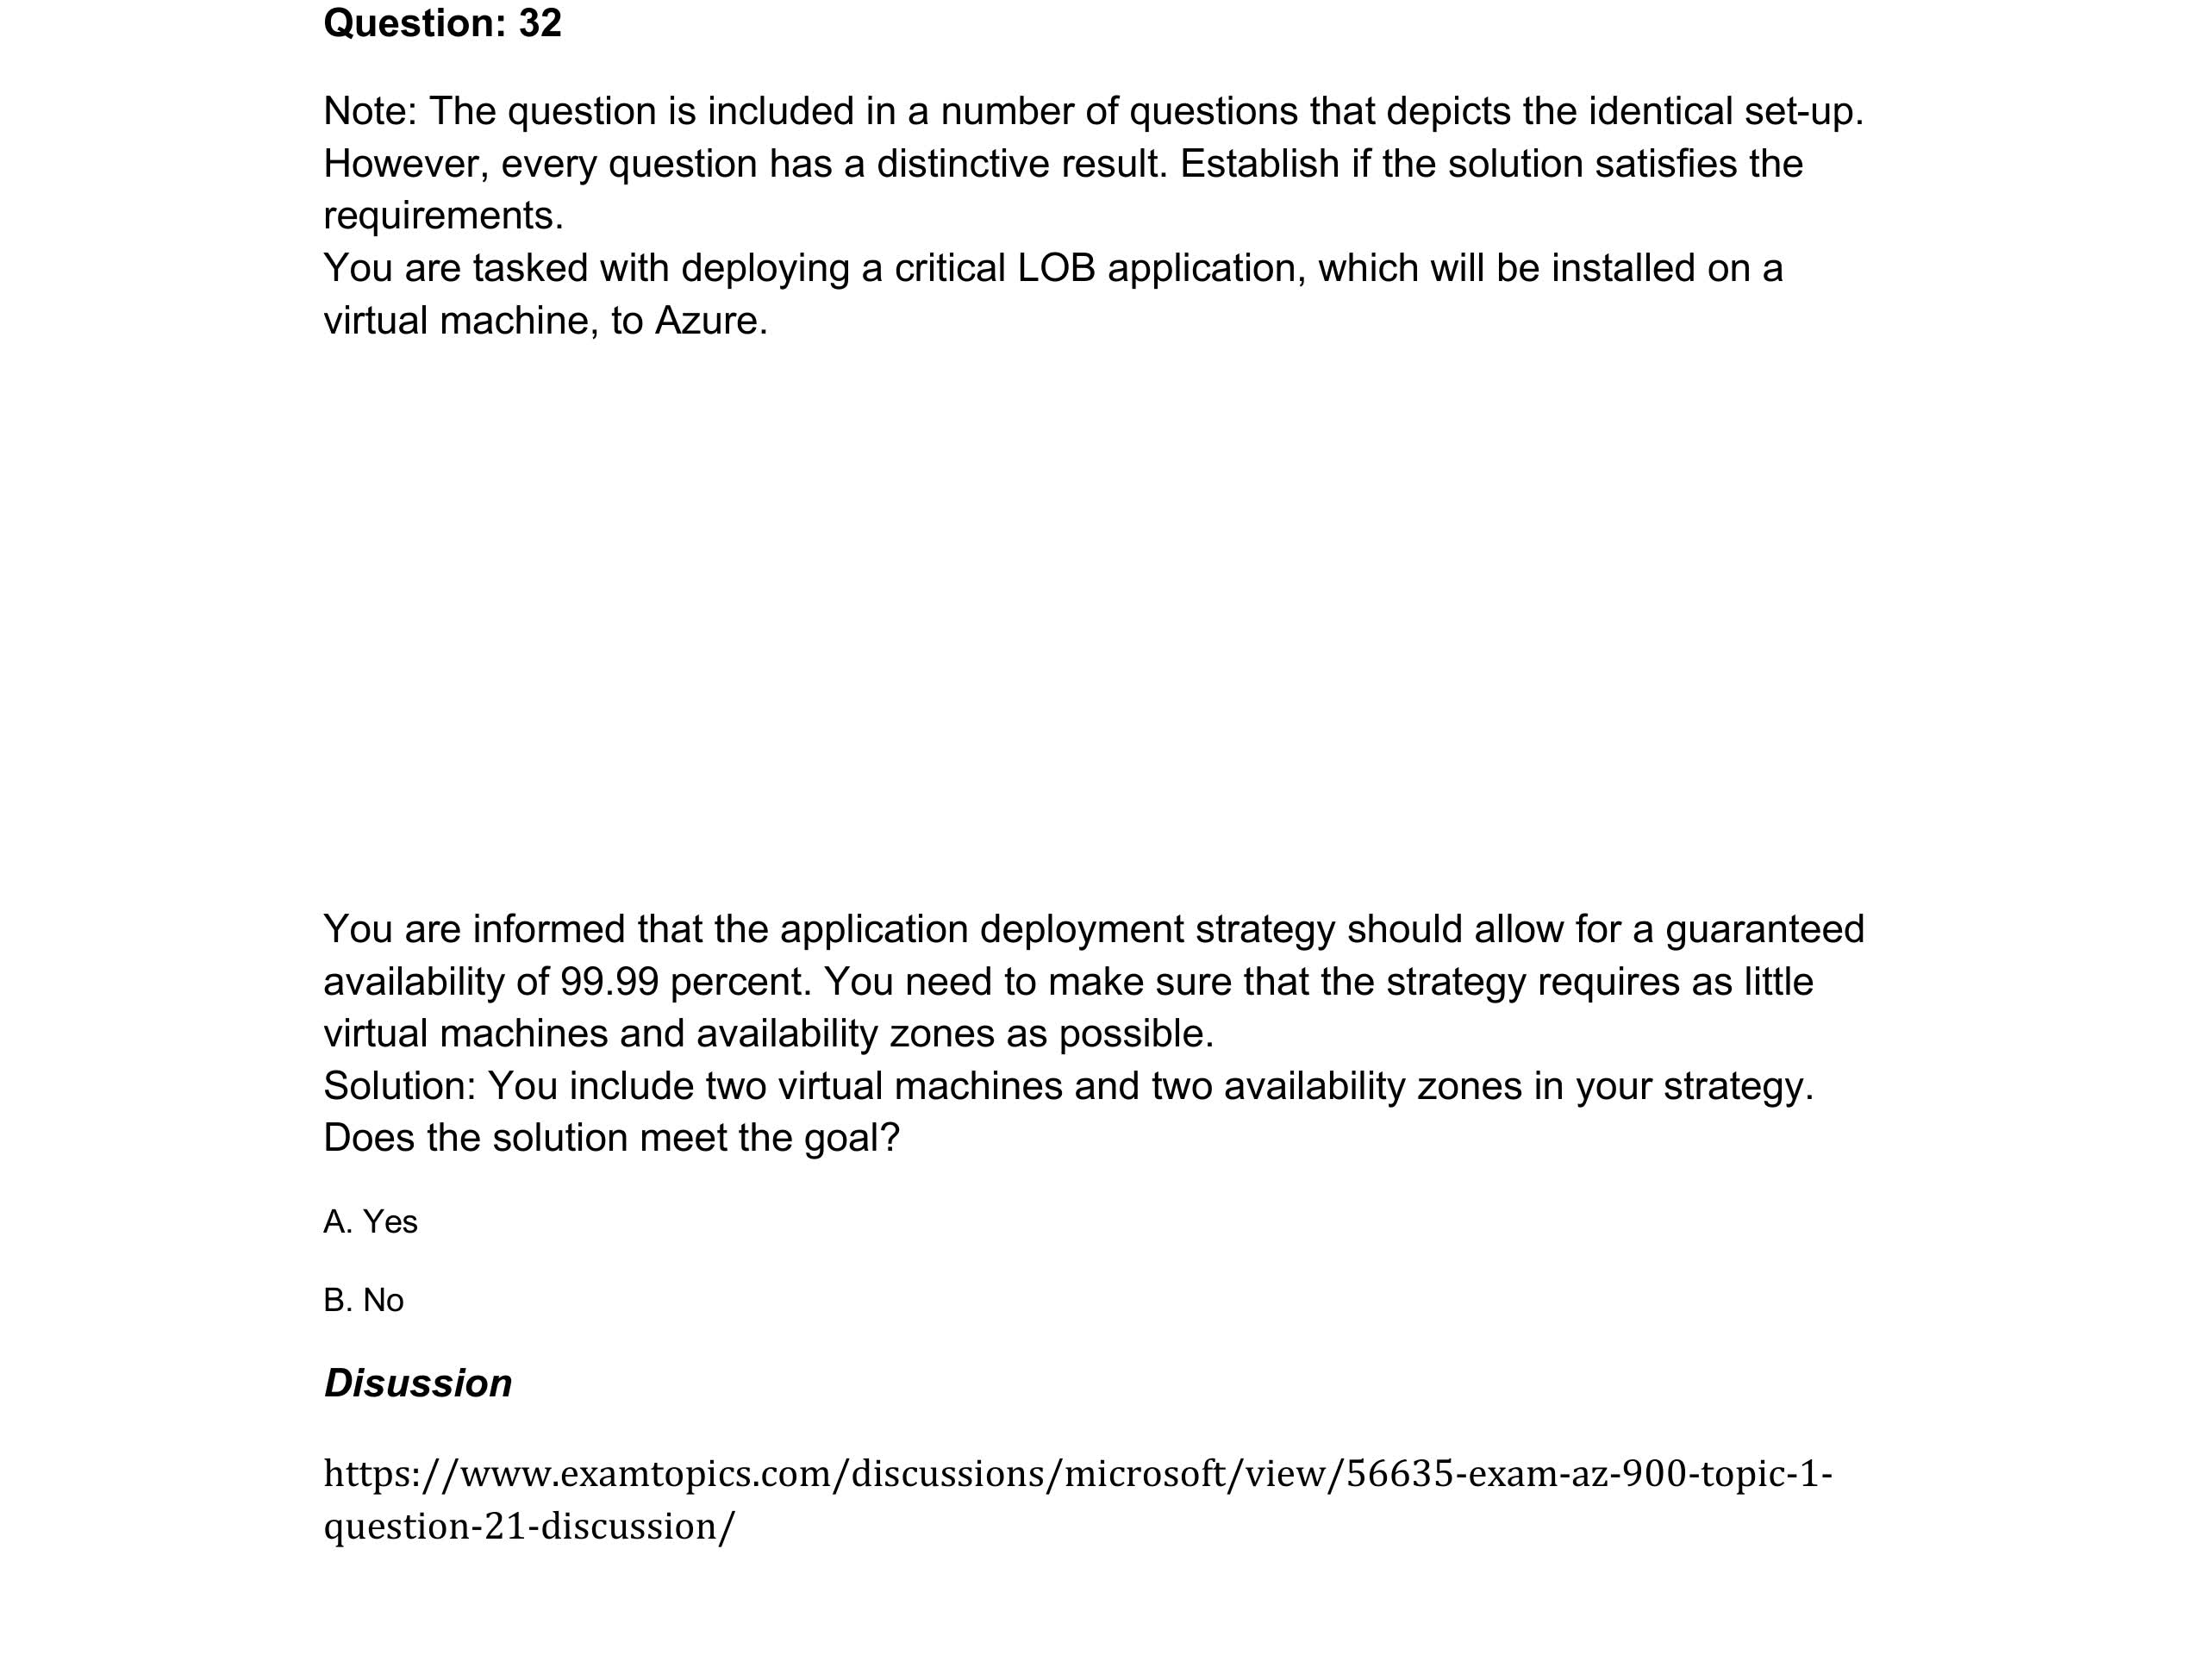 Question: 32
Note: The question is included in a number of questions that depicts the identical set-up.
However, every question has a distinctive result. Establish if the solution satisfies the
requirements.
You are tasked with deploying a critical LOB application, which will be installed on a
virtual machine, to Azure.
You are informed that the application deployment strategy should allow for a guaranteed
availability of 99.99 percent. You need to make sure that the strategy requires as little
virtual machines and availability zones as possible.
Solution: You include two virtual machines and two availability zones in your strategy.
Does the solution meet the goal?
A. Yes
B. No
Disussion
https://www.examtopics.com/discussions/microsoft/view/56635-exam-az-900-topic-1-
question-21-discussion/